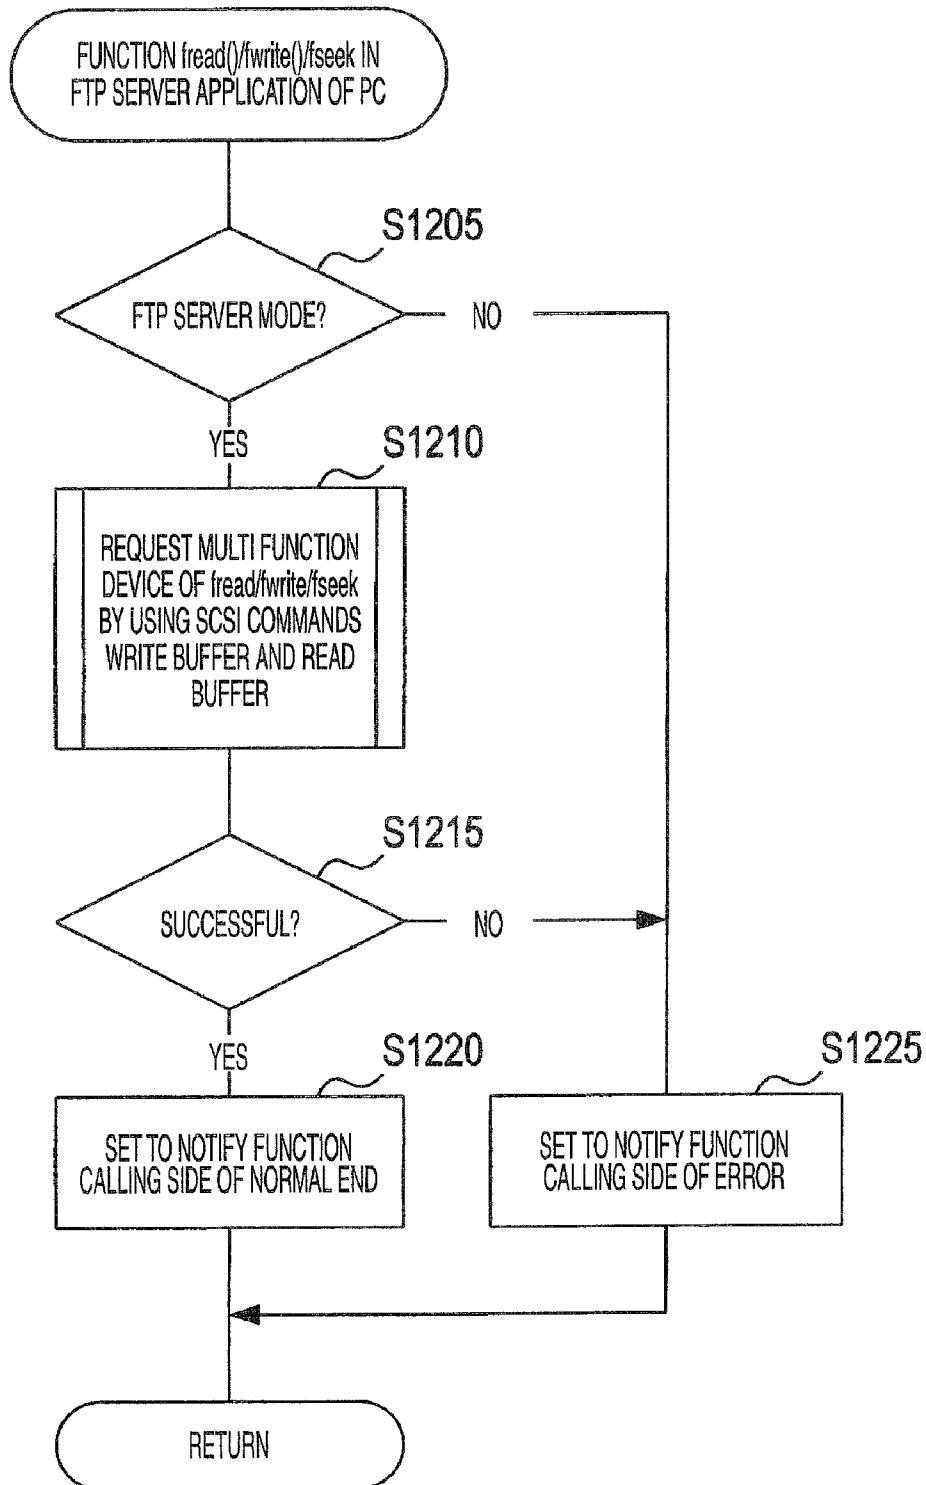 FUNCTION fread()/fwrite()/fseek IN
FTP SERVER APPLICATION OF PC
S1205
FTP SERVER MODE?
NO
YES
S1210
REQUEST MULTI FUNCTION
DEVICE OF fread/fwrite/fseek
BY USING SCSI COMMANDS
WRITE BUFFER AND READ
BUFFER
S1215
SUCCESSFUL?
NO
YES
S1220
S1225
SET TO NOTIFY FUNCTION
CALLING SIDE OF NORMAL END
SET TO NOTIFY FUNCTION
CALLING SIDE OF ERROR
RETURN